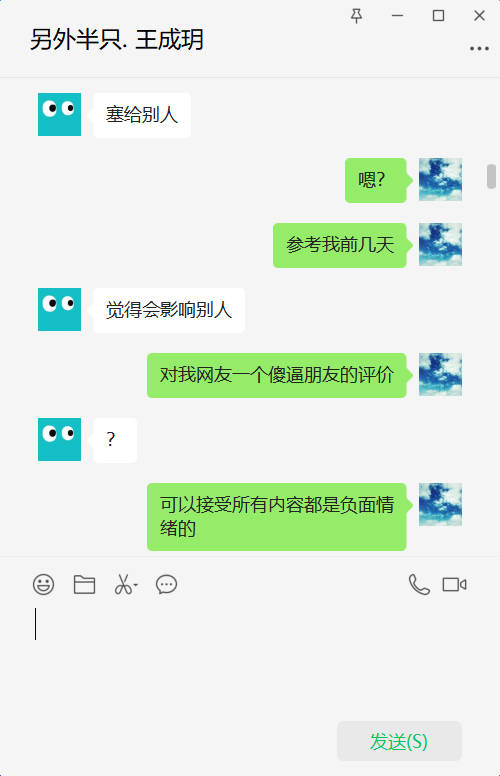 另外半只. 王成玥
塞给别人
嗯?
参考我前几天
觉得会影响别人
对我网友一个傻逼朋友的评价
?
可以接受所有内容都是负面情
绪的
发送(S)